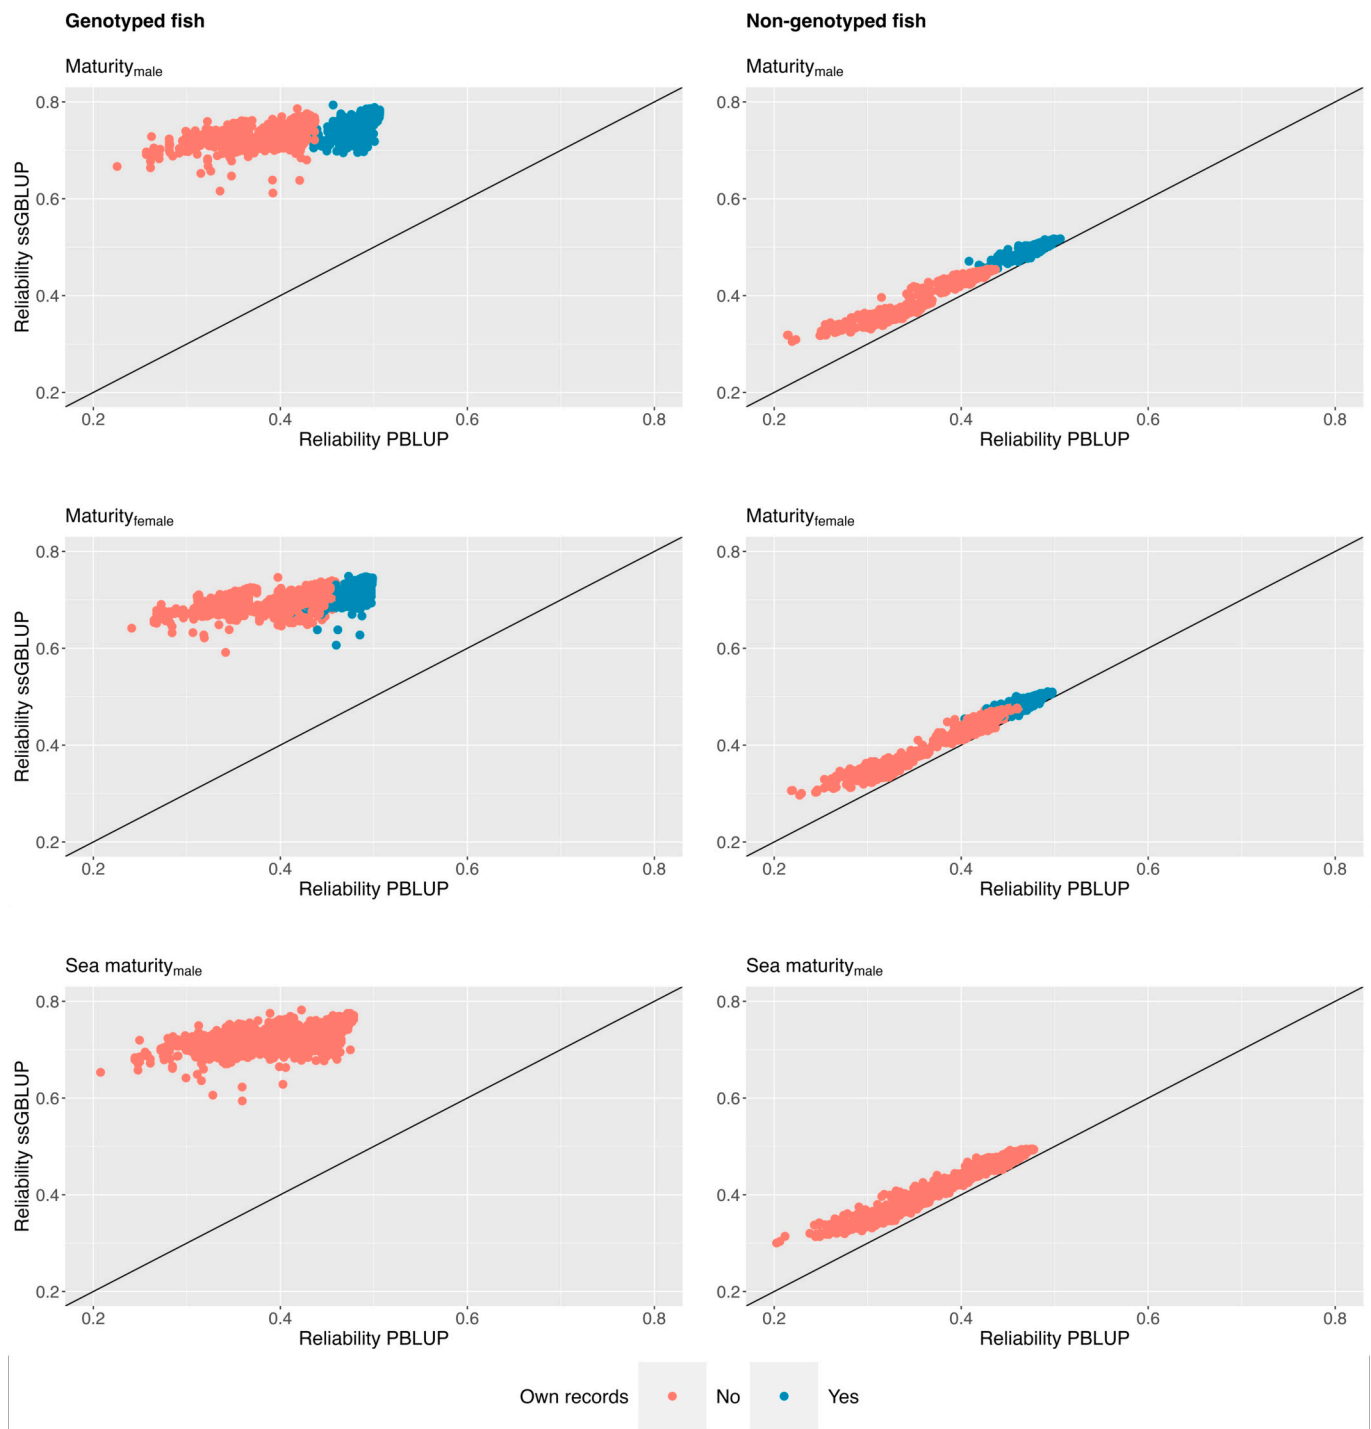 Genotyped fish Non-genotyped fish
Maturitymale Maturitymale
Reliability ssGBLUP
0.8 0.8
0.6 0.6
0.4 0.4
0.2 0.2
0.2 0.4 0.6 0.8 0.2 0.4 0.6 0.8
Reliability PBLUP Reliability PBLUP
Maturityfemale Maturityfemale
Reliability ssGBLUP
0.8 0.8
0.6 0.6
0.4 0.4
0.2 0.2
0.2 0.4 0.6 0.8 0.2 0.4 0.6 0.8
Reliability PBLUP Reliability PBLUP
Sea maturitymale Sea maturitymale
Reliability ssGBLUP
0.8 0.8
0.6 0.6
0.4 0.4
0.2 0.2
0.2 0.4 0.6 0.8 0.2 0.4 0.6 0.8
Reliability PBLUP Reliability PBLUP
Own records No Yes